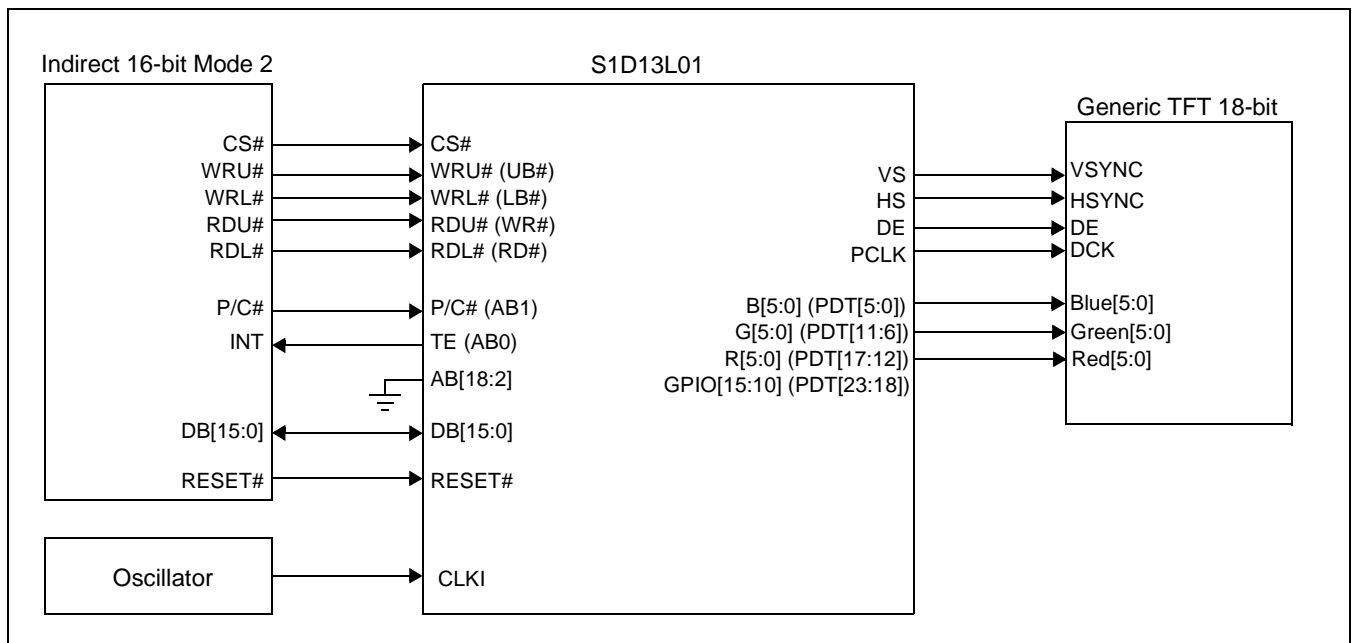 Indirect 16-bit Mode 2
S1D13L01
Generic TFT 18-bit
CS#
WRU#
WRL#
RDU#
RDL#
P/C#
INT
DB[15:0]
RESET#
Oscillator
CS#
WRU# (UB#)
WRL# (LB#)
RDU# (WR#)
RDL# (RD#)
P/C# (AB1)
TE (AB0)
AB[18:2]
DB[15:0]
RESET#
CLKI
VS
HS
DE
PCLK
B[5:0] (PDT[5:0])
G[5:0] (PDT[11:6])
R[5:0] (PDT[17:12])
GPIO[15:10] (PDT[23:18])
VSYNC
HSYNC
DE
DCK
Blue[5:0]
Green[5:0]
Red[5:0]